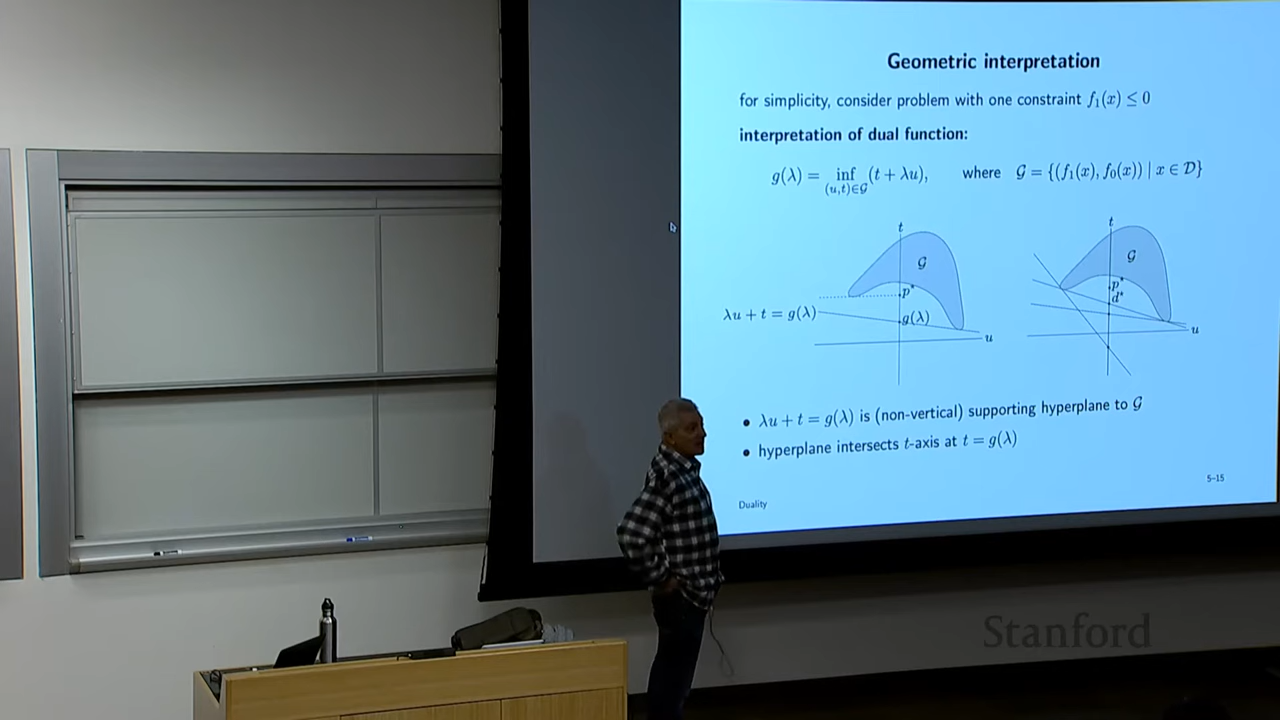 Geometric interpretation
for simplicity, consider problem with one constraint f₁(x) ≤ 0
interpretation of dual function:
g(λ) = inf (t + λu), where 𝒢 = {(f₁(x), f₀(x)) | x ∈ 𝒟}
(u,t)∈𝒢
t
t
𝒢
𝒢
p⋆
p⋆
d⋆
λu + t = g(λ)
g(λ)
u
u
• λu + t = g(λ) is (non-vertical) supporting hyperplane to 𝒢
• hyperplane intersects t-axis at t = g(λ)
5–15
Duality
Stanford